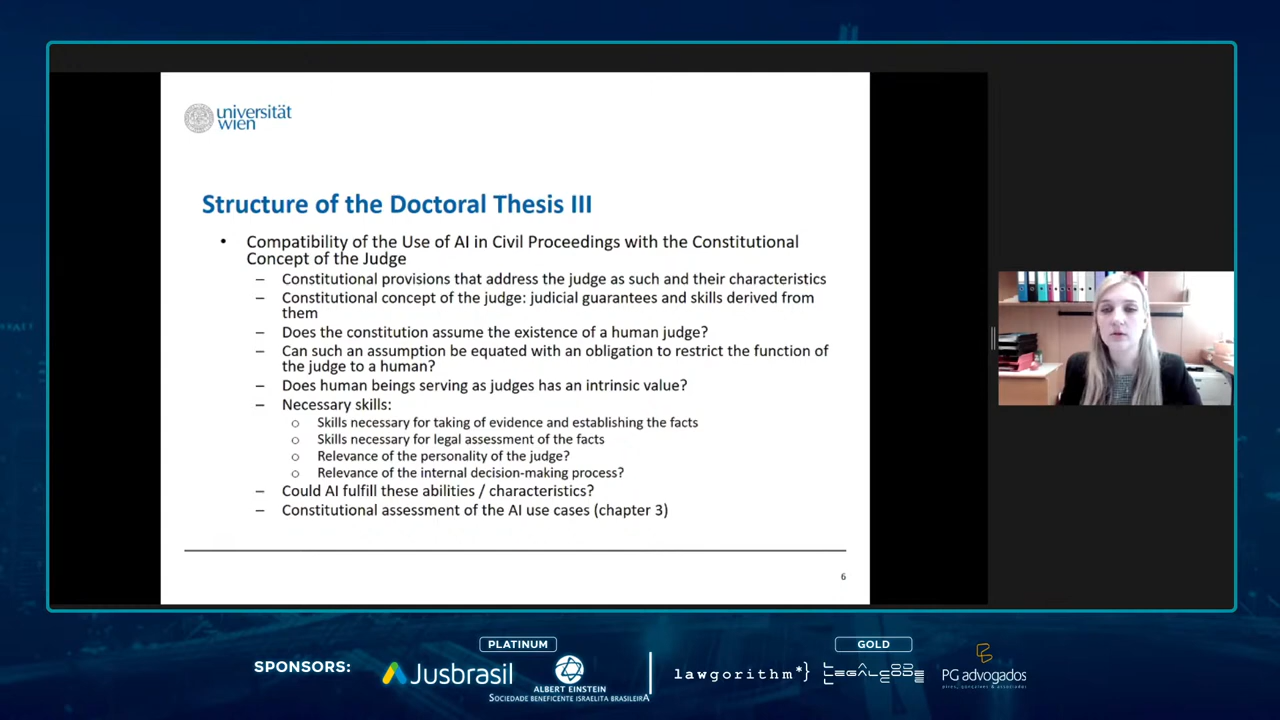 universität
wien
Structure of the Doctoral Thesis III
• Compatibility of the Use of AI in Civil Proceedings with the Constitutional
Concept of the Judge
– Constitutional provisions that address the judge as such and their characteristics
– Constitutional concept of the judge: judicial guarantees and skills derived from
them
– Does the constitution assume the existence of a human judge?
– Can such an assumption be equated with an obligation to restrict the function of
the judge to a human?
– Does human beings serving as judges has an intrinsic value?
– Necessary skills:
o Skills necessary for taking of evidence and establishing the facts
o Skills necessary for legal assessment of the facts
o Relevance of the personality of the judge?
o Relevance of the internal decision-making process?
– Could AI fulfill these abilities / characteristics?
– Constitutional assessment of the AI use cases (chapter 3)
6
PLATINUM
GOLD
SPONSORS:
Jusbrasil
ALBERT EINSTEIN
SOCIEDADE BENEFICENTE ISRAELITA BRASILEIRA
lawgorithm*}
LEGALCODE
PG advogados